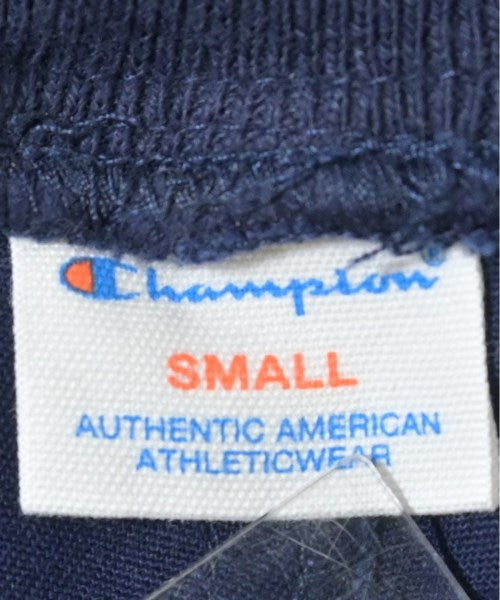 Champion
SMALL
AUTHENTIC AMERICAN
ATHLETICWEAR